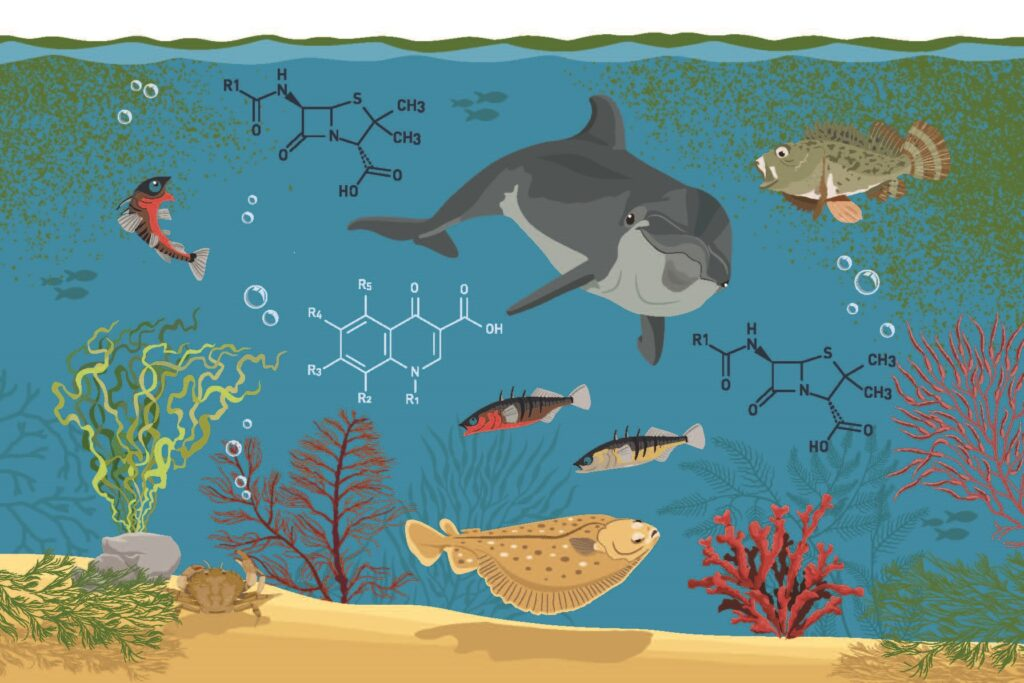 H
R1 N S CH3
O N CH3
O O
HO
R5 O O
R4 OH
R3 N
R2 R1
H
R1 N S CH3
O N CH3
O O
HO